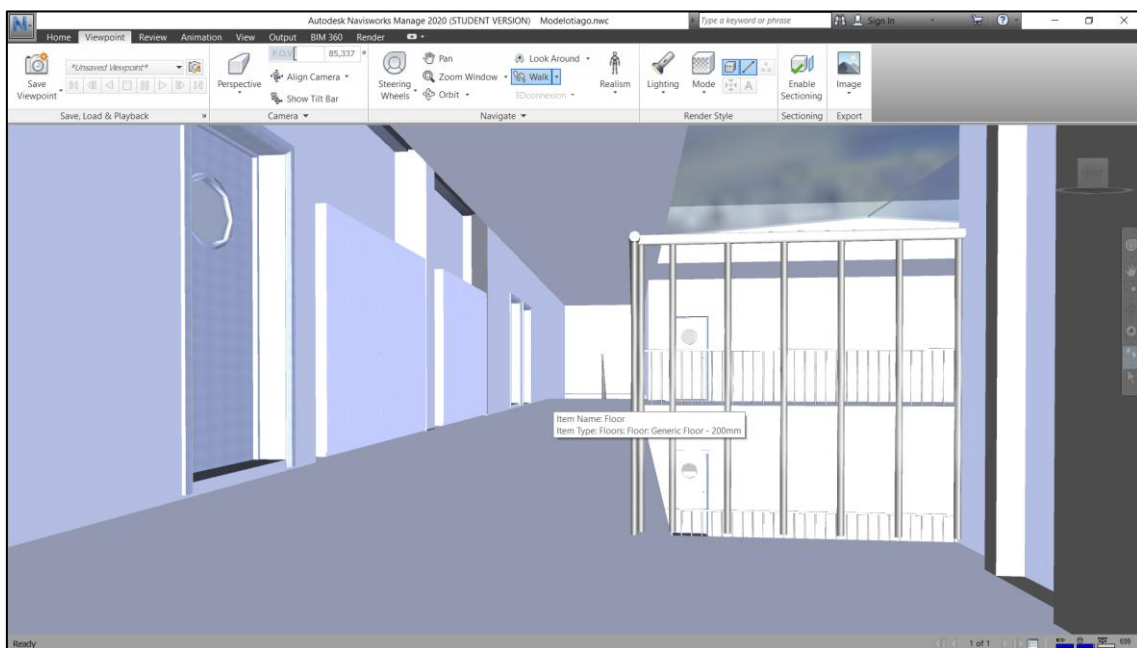 Autodesk Navisworks Manage 2020 (STUDENT VERSION) Modelotiago.nwc
Type a keyword or phrase
Sign In
Home Viewpoint Review Animation View Output BIM 360 Render
Save Viewpoint
*Unsaved Viewpoint*
Save, Load & Playback
Perspective
F.O.V. 85,337 °
Align Camera
Show Tilt Bar
Camera
Steering Wheels
Pan
Zoom Window
Orbit
Look Around
Walk
3Dconnexion
Realism
Navigate
Lighting
Mode
A
Render Style
Enable Sectioning
Sectioning
Image
Export
Item Name: Floor
Item Type: Floors: Floor: Generic Floor - 200mm
Ready
1 of 1
699